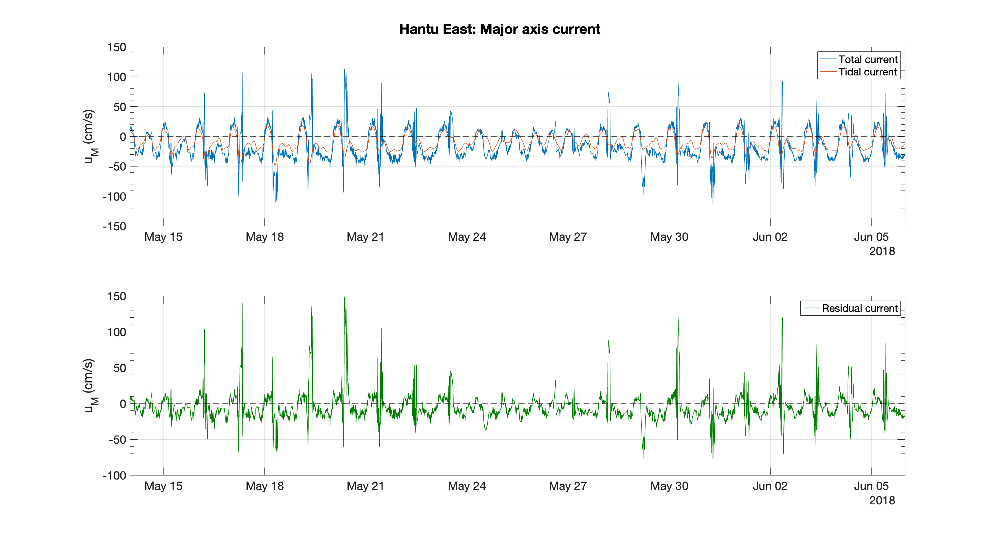 Hantu East: Major axis current
150
100
50
0
-50
-100
-150
u_M (cm/s)
Total current
Tidal current
May 15
May 18
May 21
May 24
May 27
May 30
Jun 02
Jun 05
2018
150
100
50
0
-50
-100
u_M (cm/s)
Residual current
May 15
May 18
May 21
May 24
May 27
May 30
Jun 02
Jun 05
2018